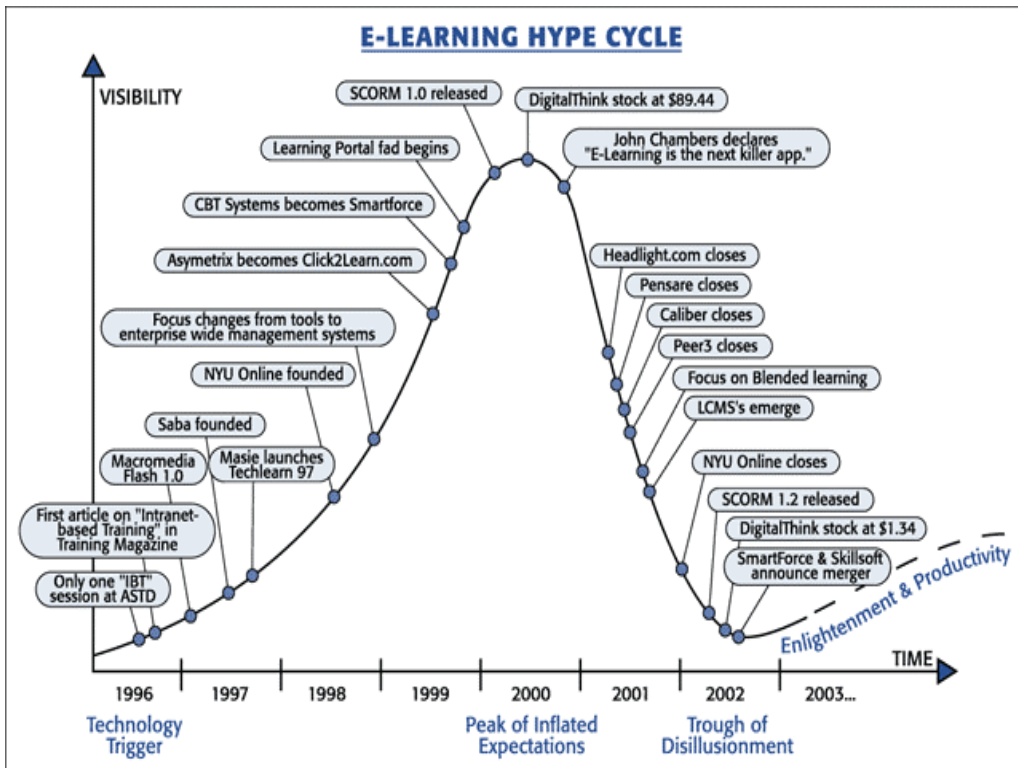 E-LEARNING HYPE CYCLE
VISIBILITY
SCORM 1.0 released
DigitalThink stock at $89.44
John Chambers declares
"E-Learning is the next killer app."
Learning Portal fad begins
CBT Systems becomes Smartforce
Asymetrix becomes Click2Learn.com
Focus changes from tools to
enterprise wide management systems
NYU Online founded
Saba founded
Masie launches
Techlearn 97
Macromedia
Flash 1.0
First article on "Intranet-
based Training" in
Training Magazine
Only one "IBT"
session at ASTD
Headlight.com closes
Pensare closes
Caliber closes
Peer3 closes
Focus on Blended learning
LCMS's emerge
NYU Online closes
SCORM 1.2 released
DigitalThink stock at $1.34
SmartForce & Skillsoft
announce merger
Enlightenment & Productivity
TIME
1996
1997
1998
1999
2000
2001
2002
2003...
Technology
Trigger
Peak of Inflated
Expectations
Trough of
Disillusionment